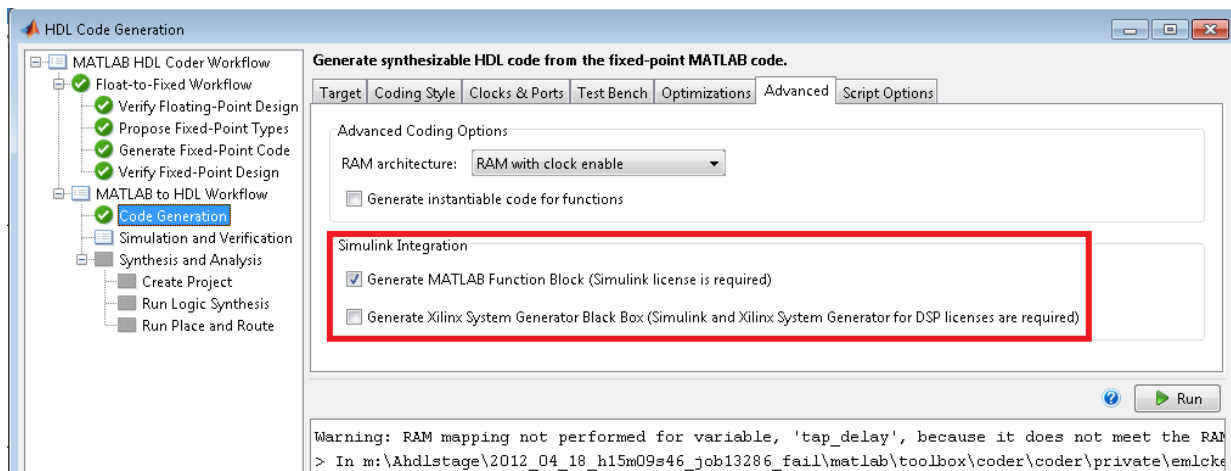 HDL Code Generation
MATLAB HDL Coder Workflow
Float-to-Fixed Workflow
Verify Floating-Point Design
Propose Fixed-Point Types
Generate Fixed-Point Code
Verify Fixed-Point Design
MATLAB to HDL Workflow
Code Generation
Simulation and Verification
Synthesis and Analysis
Create Project
Run Logic Synthesis
Run Place and Route
Generate synthesizable HDL code from the fixed-point MATLAB code.
Target Coding Style Clocks & Ports Test Bench Optimizations Advanced Script Options
Advanced Coding Options
RAM architecture: RAM with clock enable
Generate instantiable code for functions
Simulink Integration
Generate MATLAB Function Block (Simulink license is required)
Generate Xilinx System Generator Black Box (Simulink and Xilinx System Generator for DSP licenses are required)
Run
Warning: RAM mapping not performed for variable, 'tap_delay', because it does not meet the RAM
> In m:\Ahdlstage\2012_04_18_h15m09s46_job13286_fail\matlab\toolbox\coder\coder\private\emlcka